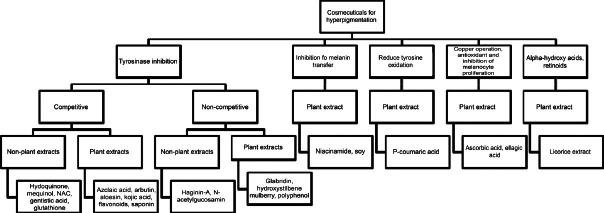 Cosmeceuticals for
hyperpigmentation
Tyrosinase inhibition
Inhibition fo melanin
transfer
Reduce tyrosine
oxidation
Copper operation,
antioxidant and
inhibition of
melanocyte
proliferation
Alpha-hydroxy acids,
retinoids
Competitive
Non-competitive
Plant extract
Plant extract
Plant extract
Plant extract
Non-plant extracts
Plant extracts
Non-plant extracts
Plant extracts
Niacinamide, soy
P-coumaric acid
Ascorbic acid, ellagic
acid
Licorice extract
Hydoquinone,
mequinol, NAC,
gentistic acid,
glutathione
Azclaic acid, arbutin,
aloesin, kojic acid,
flavonoids, saponin
Haginin-A, N-
acetylglucosamin
Glabridin,
hydroxystilbene
mulberry, polyphenol